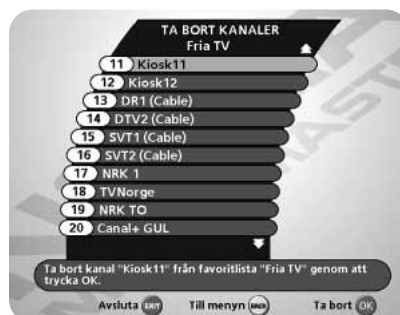 TA BORT KANALER
Fria TV
11 Kiosk11
12 Kiosk12
13 DR1 (Cable)
14 DTV2 (Cable)
15 SVT1 (Cable)
16 SVT2 (Cable)
17 NRK 1
18 TVNorge
19 NRK TO
20 Canal+ GUL
Ta bort kanal "Kiosk11" från favoritlista "Fria TV" genom att
trycka OK.
Avsluta EXIT Till menyn BACK Ta bort OK